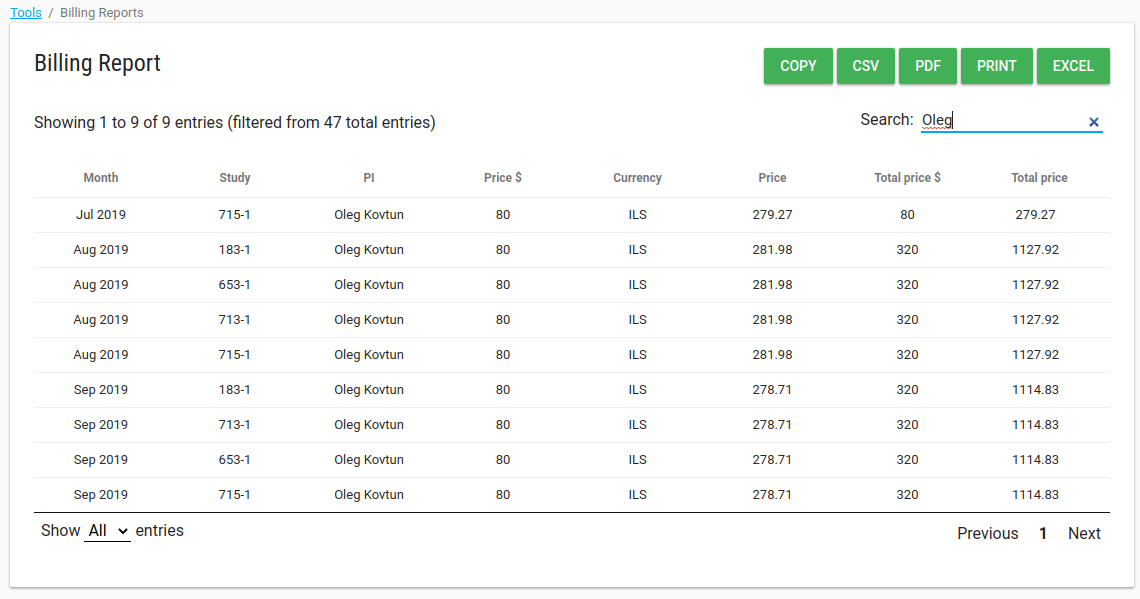 Tools / Billing Reports
Billing Report
COPY CSV PDF PRINT EXCEL
Showing 1 to 9 of 9 entries (filtered from 47 total entries)
Search: Oleg ×
Month Study PI Price $ Currency Price Total price $ Total price
Jul 2019 715-1 Oleg Kovtun 80 ILS 279.27 80 279.27
Aug 2019 183-1 Oleg Kovtun 80 ILS 281.98 320 1127.92
Aug 2019 653-1 Oleg Kovtun 80 ILS 281.98 320 1127.92
Aug 2019 713-1 Oleg Kovtun 80 ILS 281.98 320 1127.92
Aug 2019 715-1 Oleg Kovtun 80 ILS 281.98 320 1127.92
Sep 2019 183-1 Oleg Kovtun 80 ILS 278.71 320 1114.83
Sep 2019 713-1 Oleg Kovtun 80 ILS 278.71 320 1114.83
Sep 2019 653-1 Oleg Kovtun 80 ILS 278.71 320 1114.83
Sep 2019 715-1 Oleg Kovtun 80 ILS 278.71 320 1114.83
Show All entries
Previous 1 Next